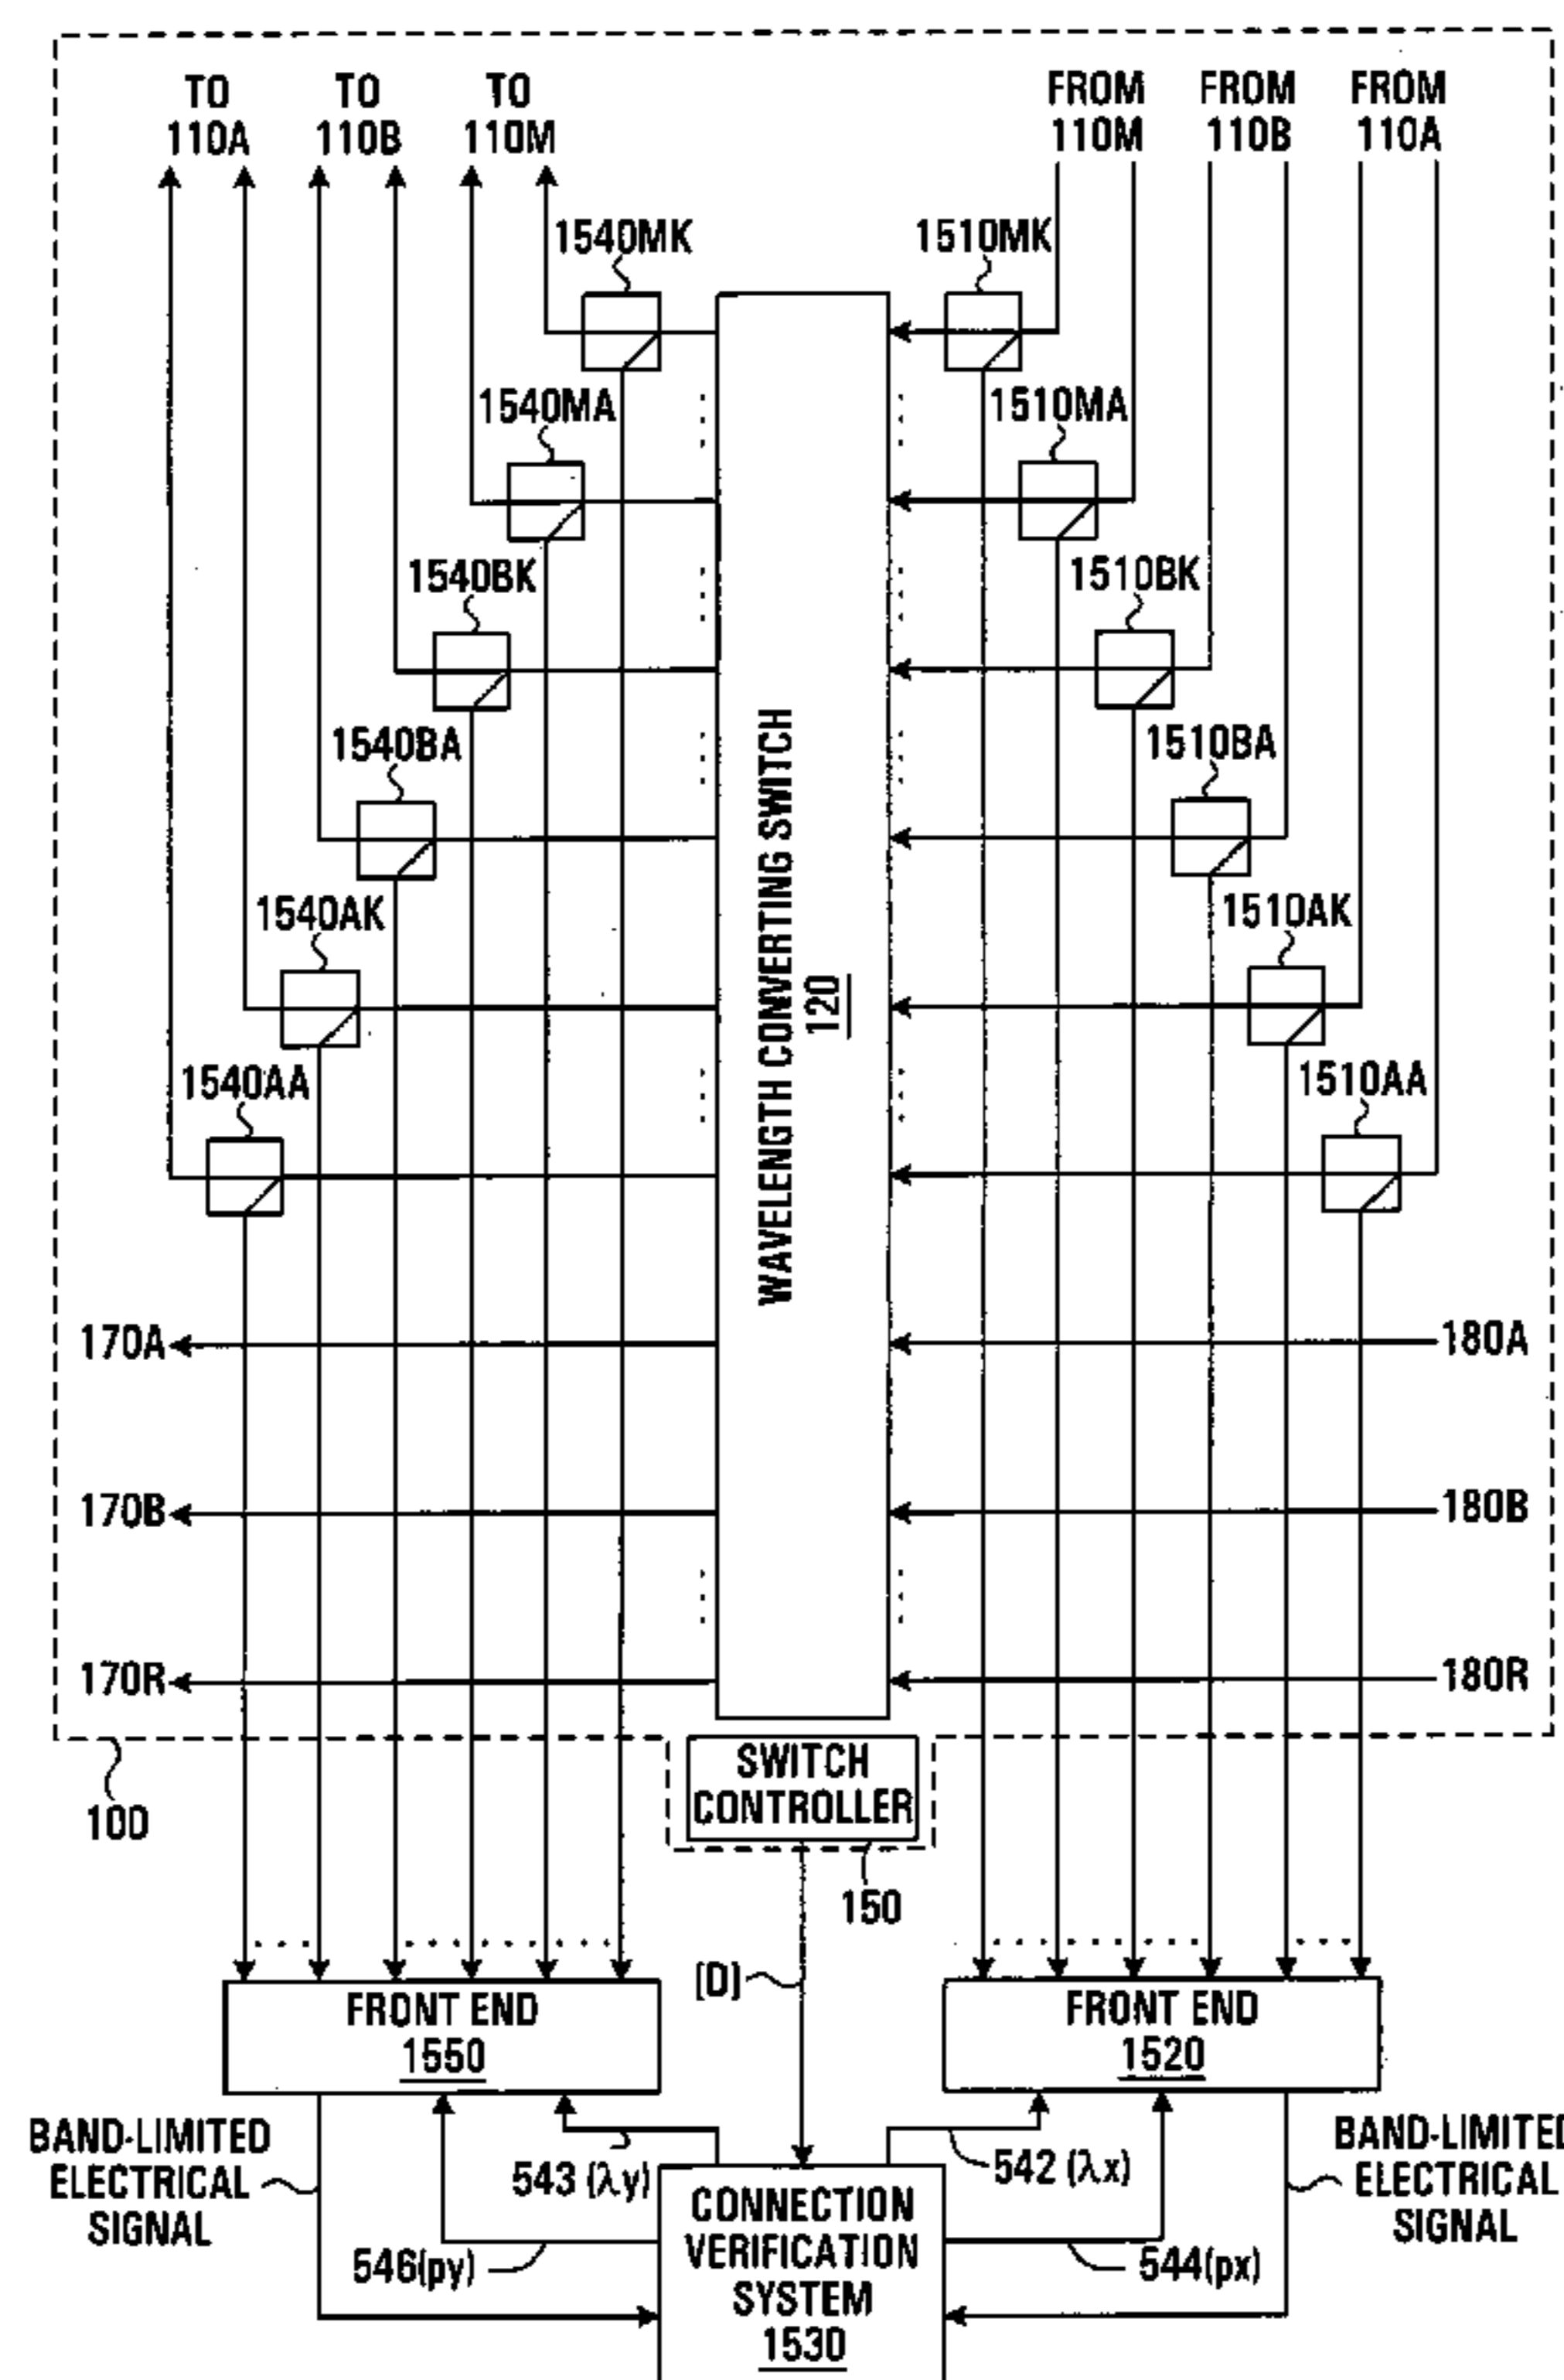 TO
110A
TO
110B
TO
110M
FROM
110M
FROM
110B
FROM
110A
1540MK
1510MK
1540MA
1510MA
1540BK
1510BK
1540BA
1510BA
1540AK
1510AK
1540AA
1510AA
WAVELENGTH CONVERTING SWITCH
120
170A
180A
170B
180B
170R
180R
SWITCH
CONTROLLER
100
150
[D]
FRONT END
1550
FRONT END
1520
BAND-LIMITED
ELECTRICAL
SIGNAL
543 (λy)
542 (λx)
BAND-LIMITED
ELECTRICAL
SIGNAL
546(py)
544(px)
CONNECTION
VERIFICATION
SYSTEM
1530